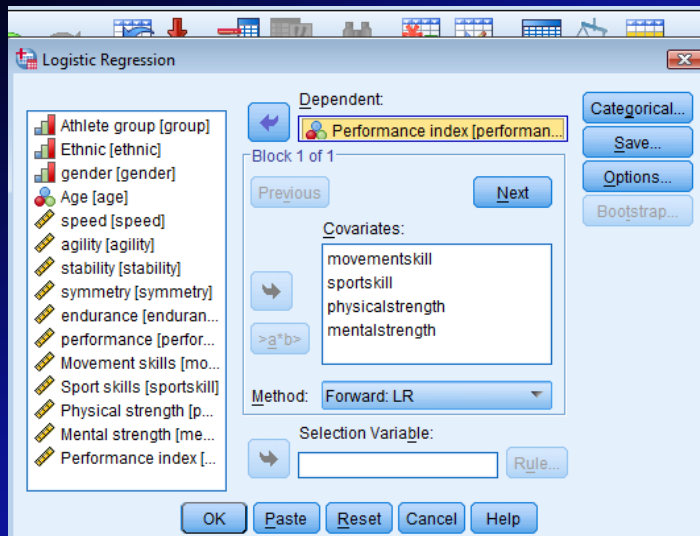 Logistic Regression
Athlete group [group]
Ethnic [ethnic]
gender [gender]
Age [age]
speed [speed]
agility [agility]
stability [stability]
symmetry [symmetry]
endurance [enduran...
performance [perfor...
Movement skills [mo...
Sport skills [sportskill]
Physical strength [p...
Mental strength [me...
Performance index [...
Dependent:
Performance index [performan...
Block 1 of 1
Previous
Next
Covariates:
movementskill
sportskill
physicalstrength
mentalstrength
>a*b>
Method:
Forward: LR
Selection Variable:
Rule...
Categorical...
Save...
Options...
Bootstrap...
OK
Paste
Reset
Cancel
Help